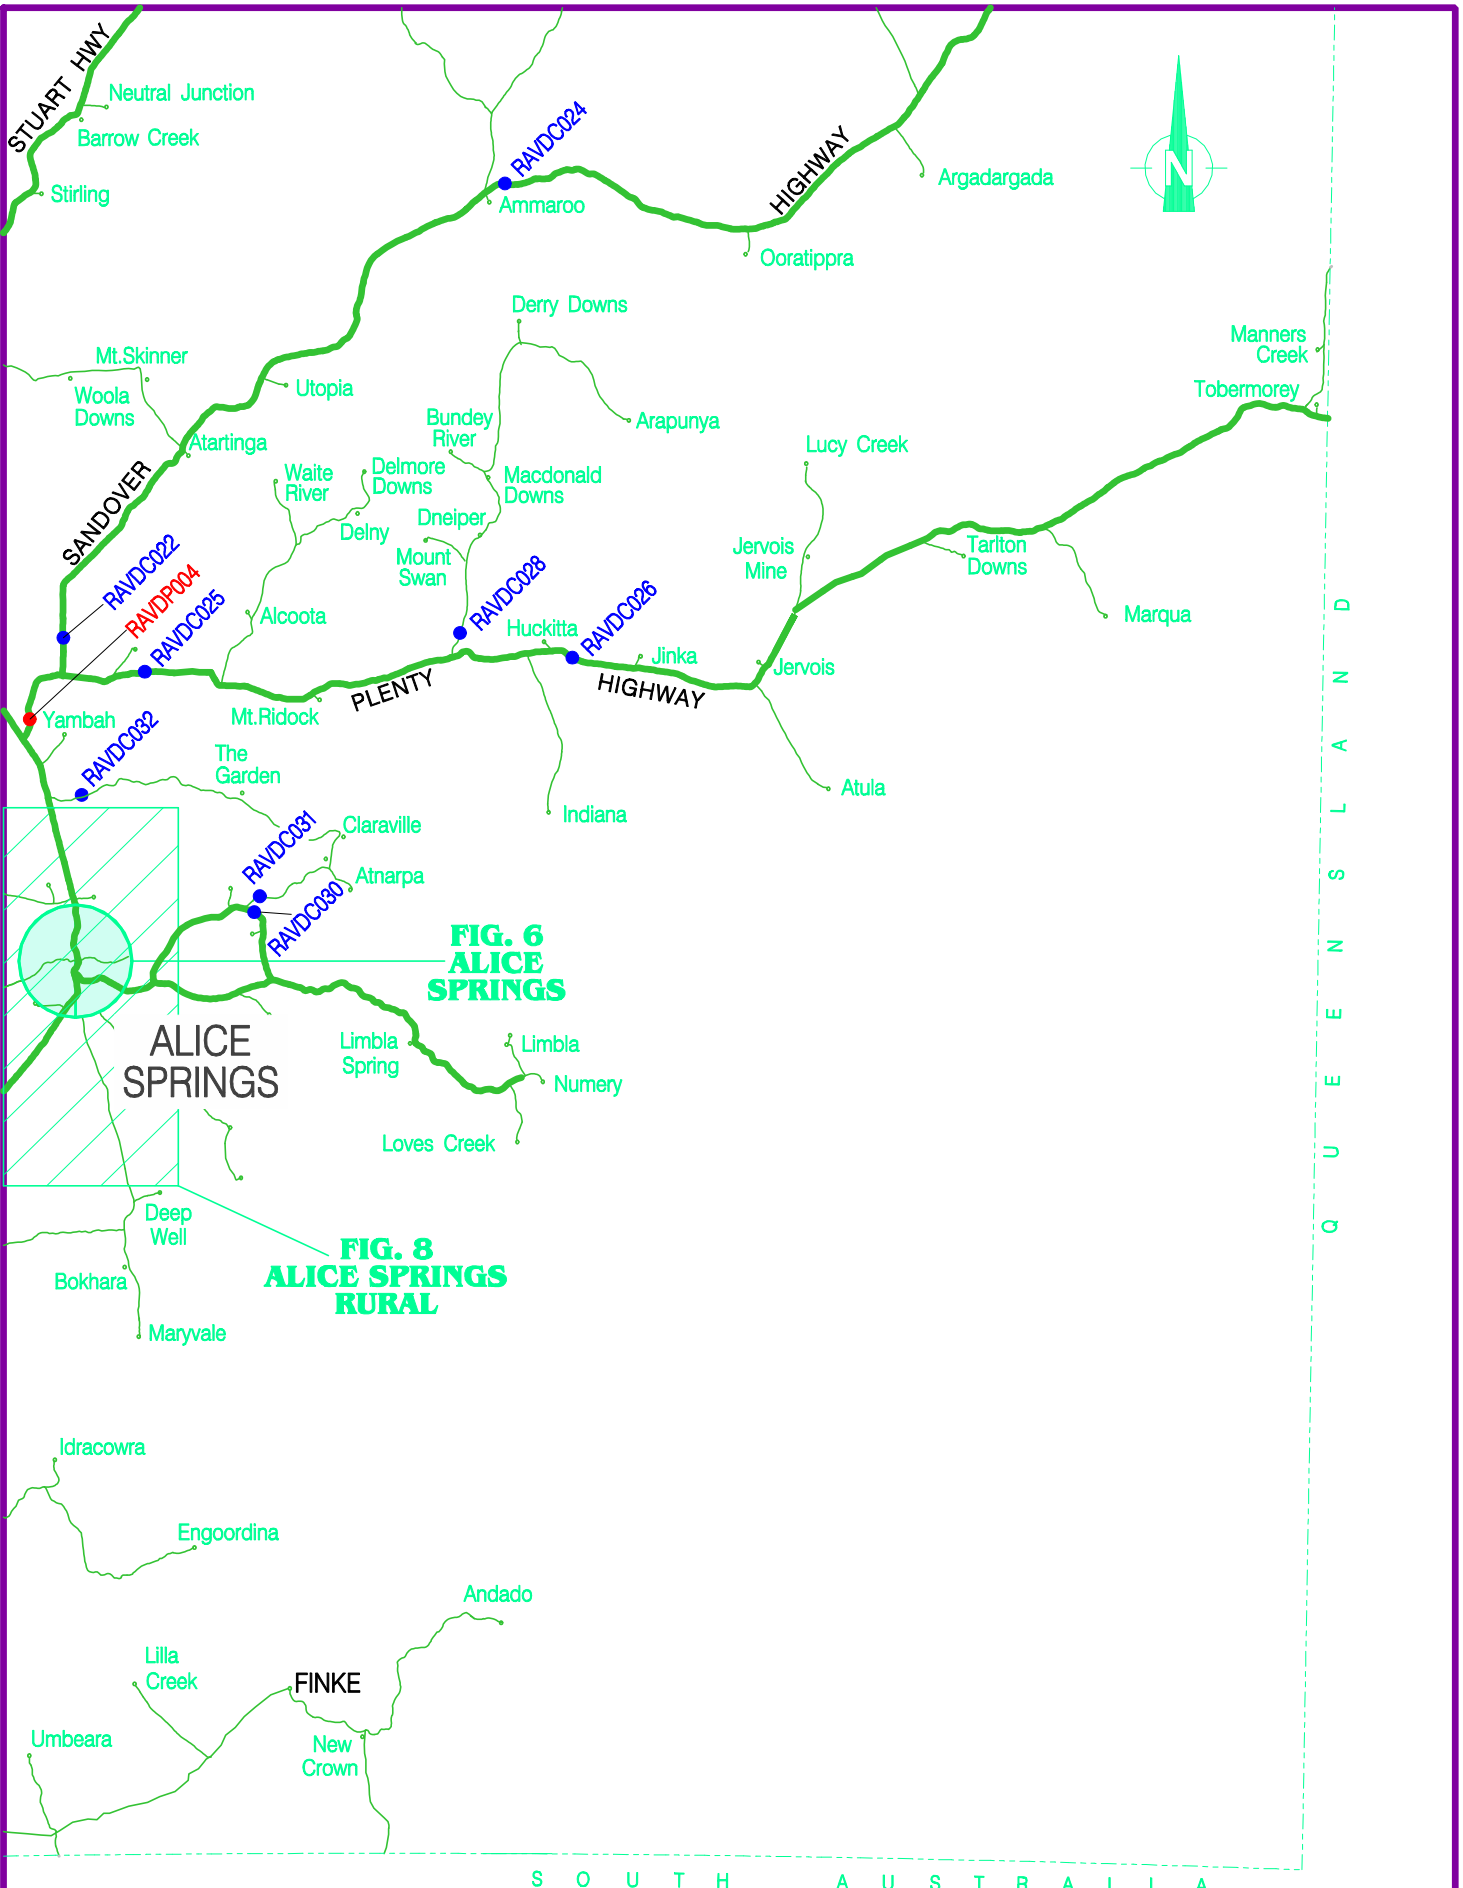 STUART HWY
Neutral Junction
Barrow Creek
Stirling
RAVDC024
Ammaroo
HIGHWAY
Argadargada
N
Ooratippra
Derry Downs
Manners
Creek
Tobermorey
Mt.Skinner
Woola
Downs
Utopia
Arapunya
Bundey
River
Atartinga
Lucy Creek
Waite
River
Delmore
Downs
Macdonald
Downs
SANDOVER
Delny
Dneiper
Mount
Swan
Jervois
Mine
Tarlton
Downs
RAVDC022
RAVDP004
RAVDC025
Alcoota
RAVDC028
Huckitta
RAVDC026
Marqua
Jinka
Jervois
PLENTY
HIGHWAY
Mt.Ridock
Yambah
RAVDC032
The
Garden
Atula
Indiana
RAVDC031
Claraville
Atnarpa
RAVDC030
FIG. 6
ALICE
SPRINGS
ALICE
SPRINGS
Limbla
Spring
Limbla
Numery
Loves Creek
QUEENSLAND
Deep
Well
FIG. 8
ALICE SPRINGS
RURAL
Bokhara
Maryvale
Idracowra
Engoordina
Andado
Lilla
Creek
FINKE
Umbeara
New
Crown
SOUTH AUSTRALIA